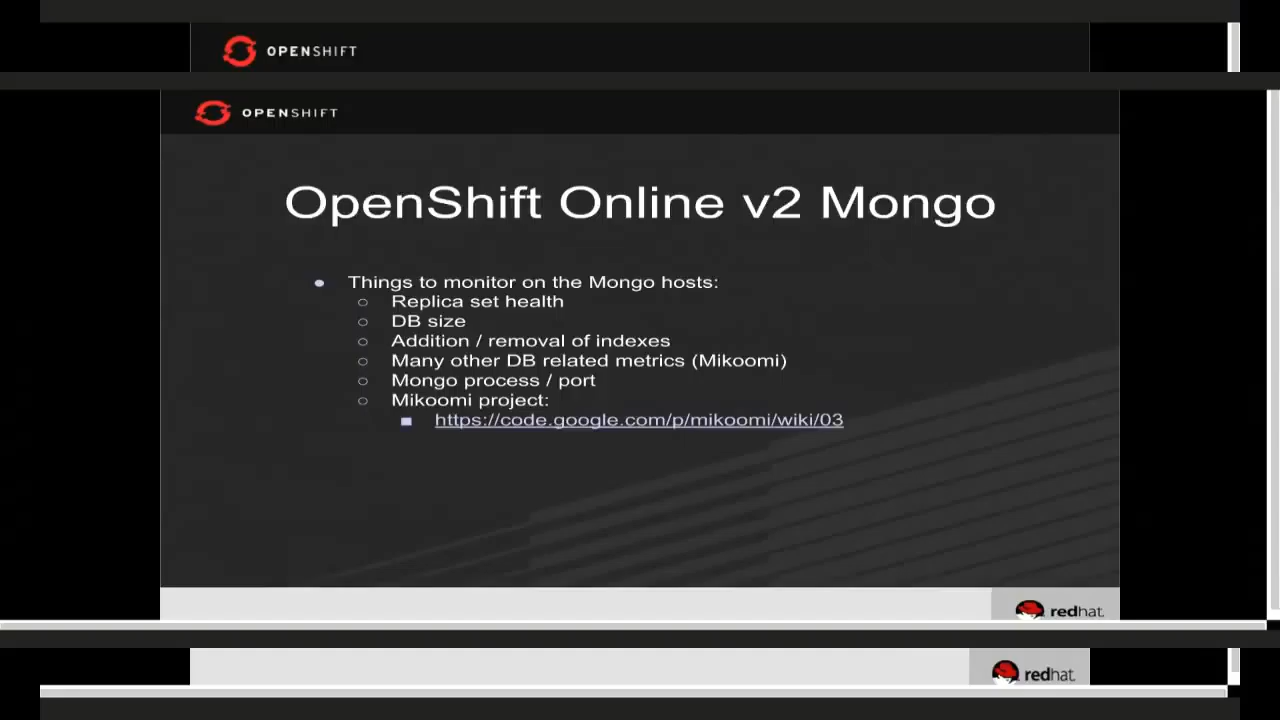 OPENSHIFT
OPENSHIFT
OpenShift Online v2 Mongo
Things to monitor on the Mongo hosts:
Replica set health
DB size
Addition / removal of indexes
Many other DB related metrics (Mikoomi)
Mongo process / port
Mikoomi project:
https://code.google.com/p/mikoomi/wiki/03
redhat.
redhat.